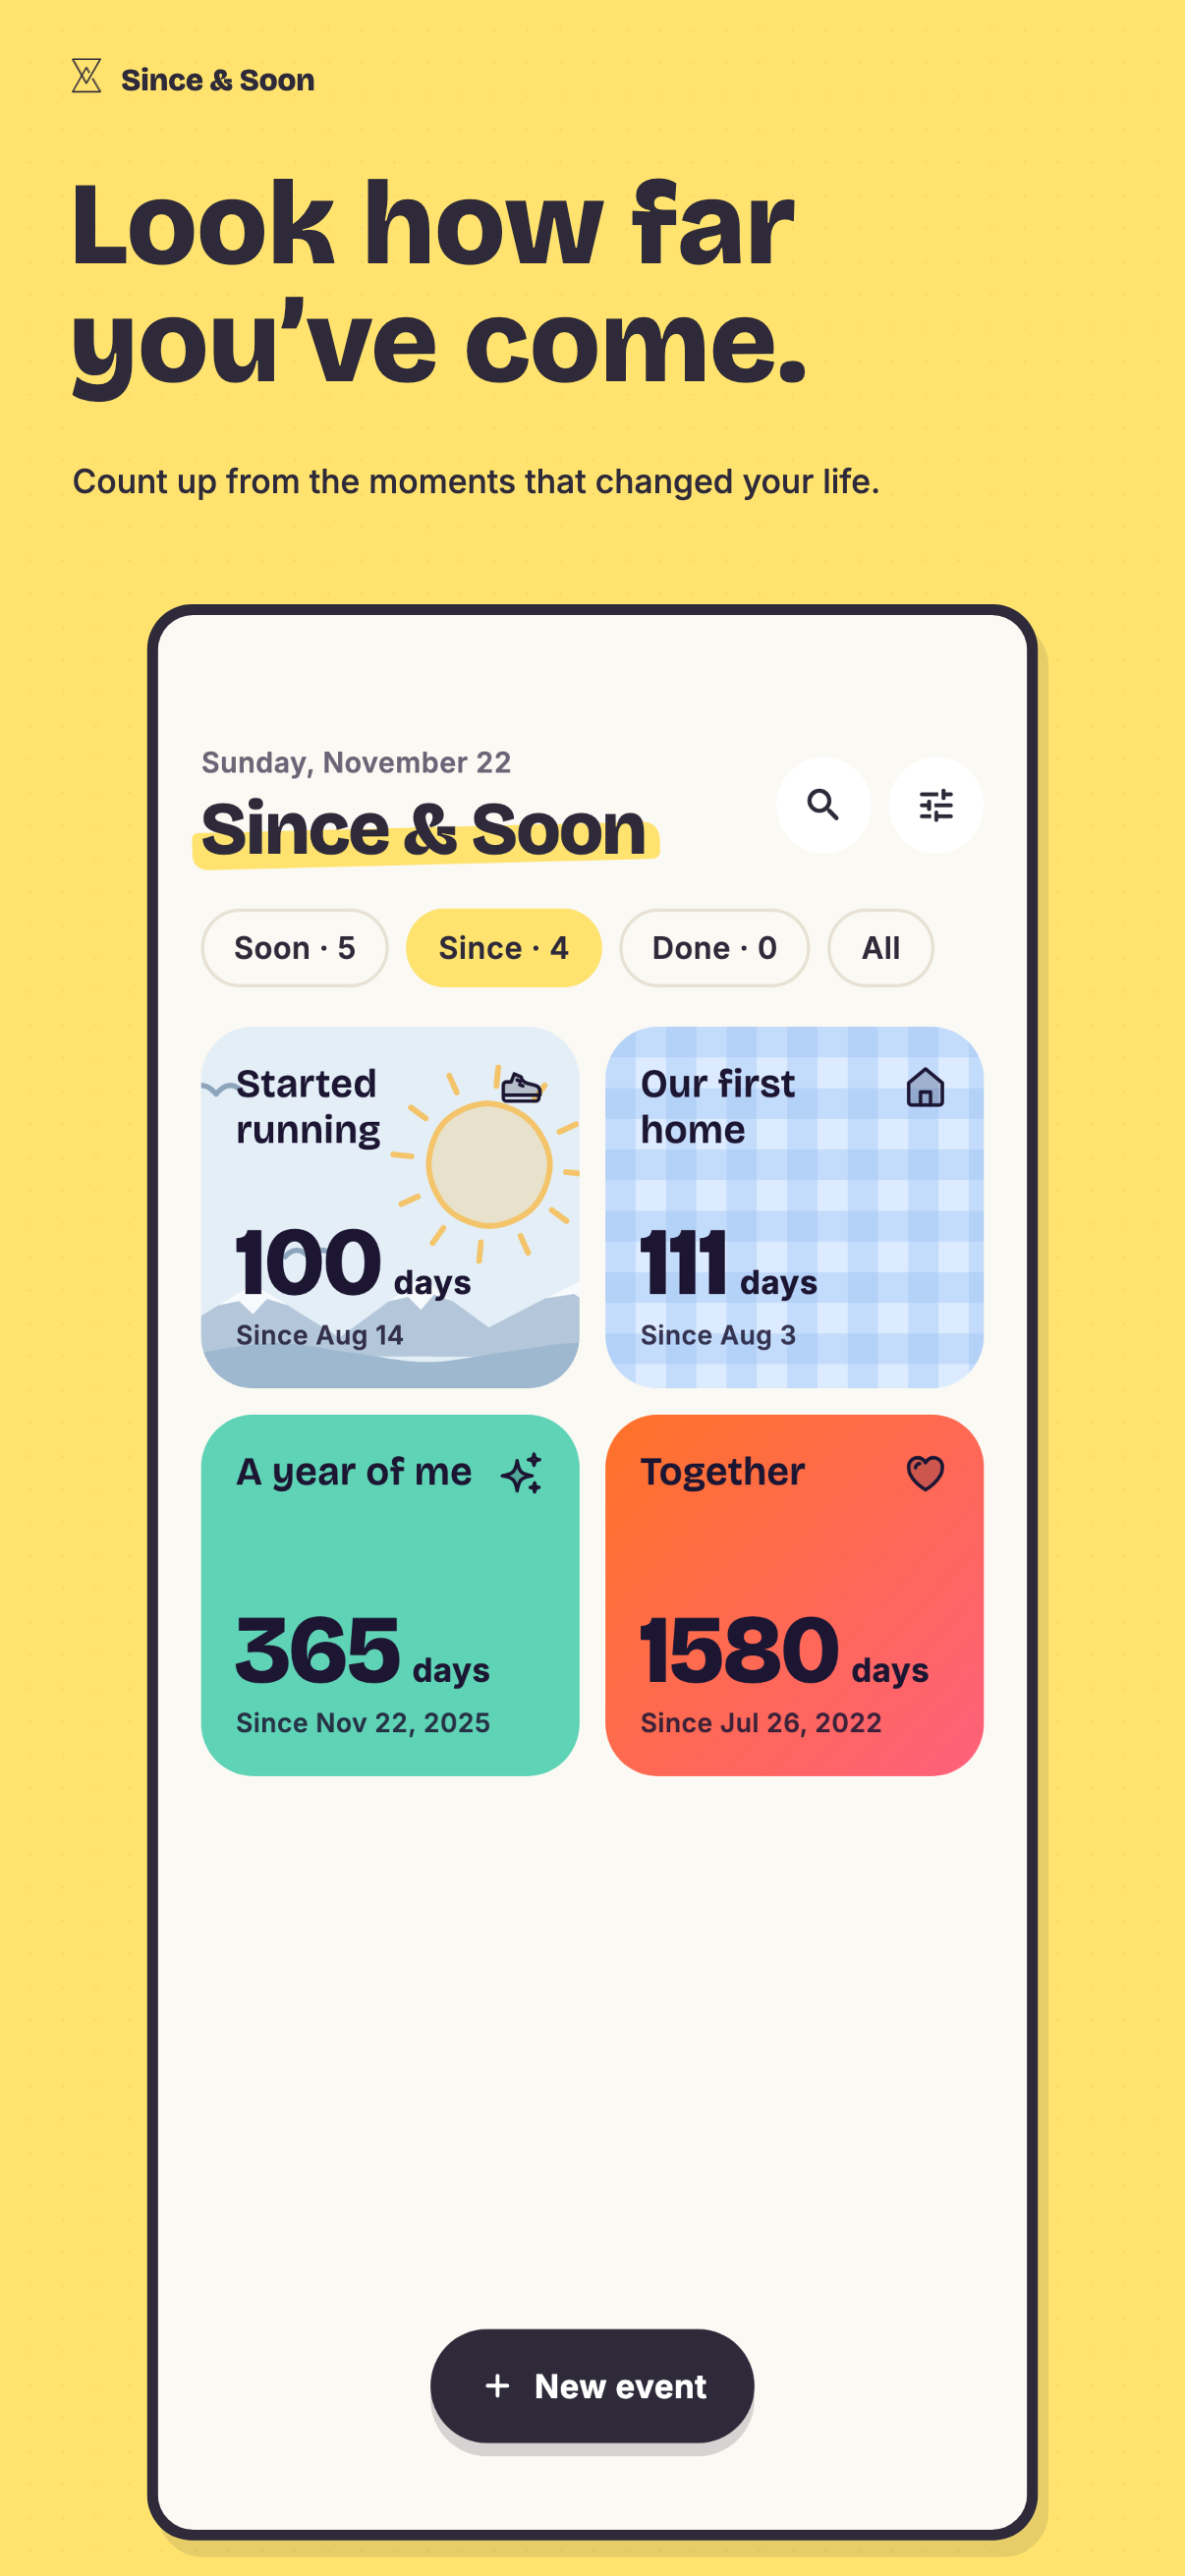 Since & Soon
Look how far
you’ve come.
Count up from the moments that changed your life.
Sunday, November 22
Since & Soon
Soon · 5
Since · 4
Done · 0
All
Started
running
100 days
Since Aug 14
Our first
home
111 days
Since Aug 3
A year of me
365 days
Since Nov 22, 2025
Together
1580 days
Since Jul 26, 2022
+ New event